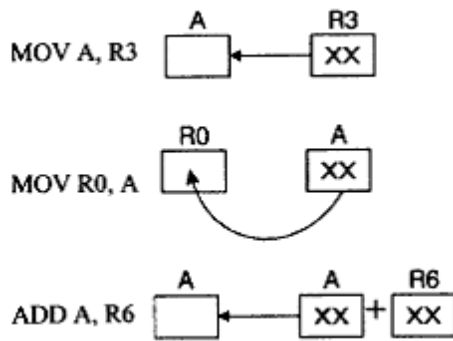 A R3
MOV A, R3 XX
R0 A
MOV R0, A XX
A A R6
ADD A, R6 XX + XX